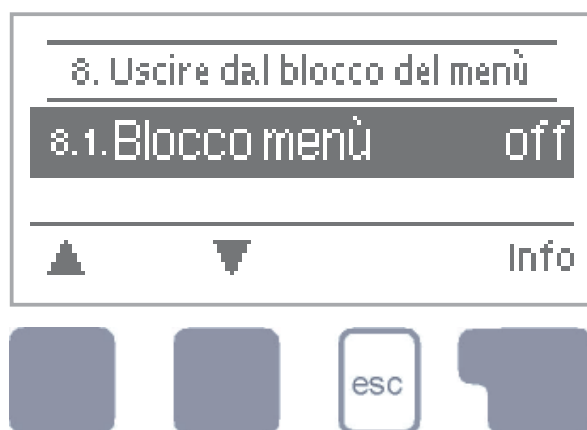 8. Uscire dal blocco del menù
8.1.Blocco menù off
Info
esc